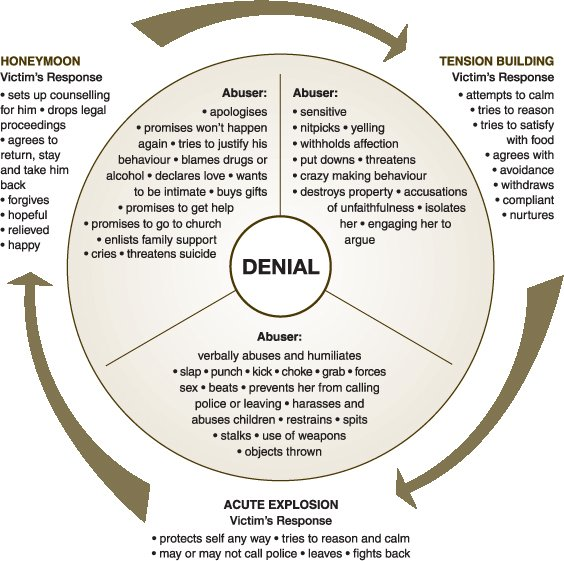 HONEYMOON
Victim's Response
• sets up counselling
for him • drops legal
proceedings
• agrees to
return, stay
and take him
back
• forgives
• hopeful
• relieved
• happy
Abuser:
• apologises
• promises won't happen
again • tries to justify his
behaviour • blames drugs or
alcohol • declares love • wants
to be intimate • buys gifts
• promises to get help
• promises to go to church
• enlists family support
• cries • threatens suicide
Abuser:
• sensitive
• nitpicks • yelling
• withholds affection
• put downs • threatens
• crazy making behaviour
• destroys property • accusations
of unfaithfulness • isolates
her • engaging her to
argue
TENSION BUILDING
Victim's Response
• attempts to calm
• tries to reason
• tries to satisfy
with food
• agrees with
• avoidance
• withdraws
• compliant
• nurtures
DENIAL
Abuser:
verbally abuses and humiliates
• slap • punch • kick • choke • grab • forces
sex • beats • prevents her from calling
police or leaving • harasses and
abuses children • restrains • spits
• stalks • use of weapons
• objects thrown
ACUTE EXPLOSION
Victim's Response
• protects self any way • tries to reason and calm
• may or may not call police • leaves • fights back